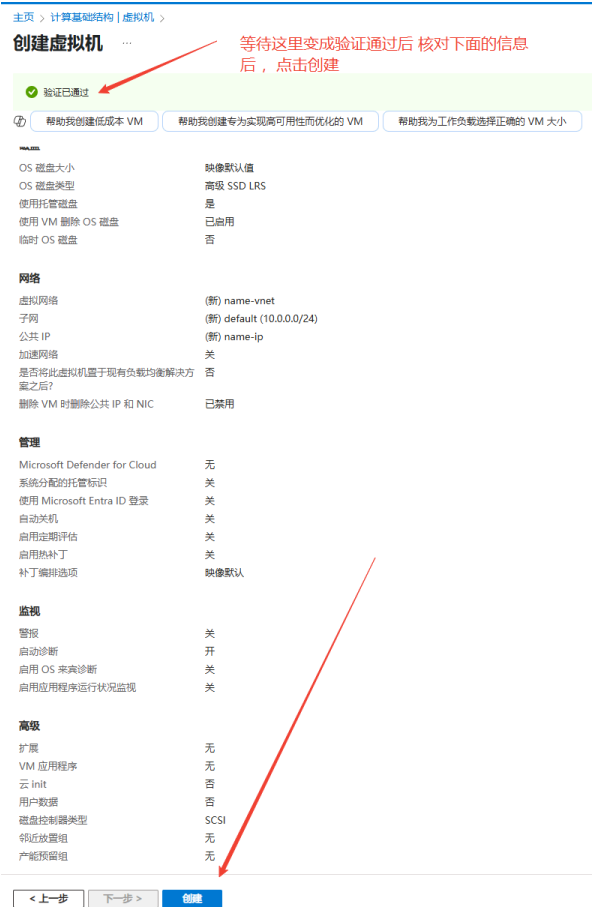 主页 > 计算基础结构 | 虚拟机 >
创建虚拟机 ...
等待这里变成验证通过后 核对下面的信息
后 ，点击创建
验证已通过
帮助我创建低成本 VM 帮助我创建专为实现高可用性而优化的 VM 帮助我为工作负载选择正确的 VM 大小
OS 磁盘大小 映像默认值
OS 磁盘类型 高级 SSD LRS
使用托管磁盘 是
使用 VM 删除 OS 磁盘 已启用
临时 OS 磁盘 否
网络
虚拟网络 (新) name-vnet
子网 (新) default (10.0.0.0/24)
公共 IP (新) name-ip
加速网络 关
是否将此虚拟机置于现有负载均衡解决方 否
案之后?
删除 VM 时删除公共 IP 和 NIC 已禁用
管理
Microsoft Defender for Cloud 无
系统分配的托管标识 关
使用 Microsoft Entra ID 登录 关
自动关机 关
启用定期评估 关
启用热补丁 关
补丁编排选项 映像默认
监视
警报 关
启动诊断 开
启用 OS 来宾诊断 关
启用应用程序运行状况监视 关
高级
扩展 无
VM 应用程序 无
云 init 否
用户数据 否
磁盘控制器类型 SCSI
邻近放置组 无
产能预留组 无
< 上一步 下一步 > 创建